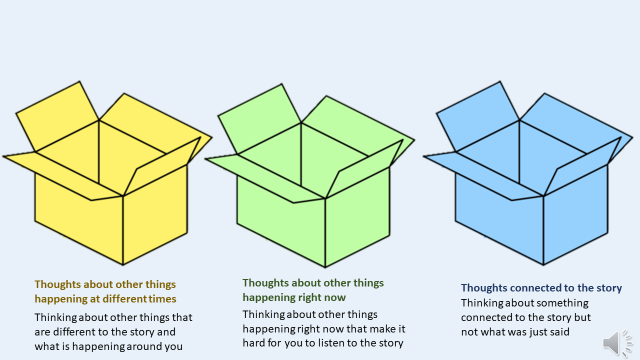 Thoughts about other things
happening at different times
Thinking about other things that
are different to the story and
what is happening around you
Thoughts about other things
happening right now
Thinking about other things
happening right now that make it
hard for you to listen to the story
Thoughts connected to the story
Thinking about something
connected to the story but
not what was just said